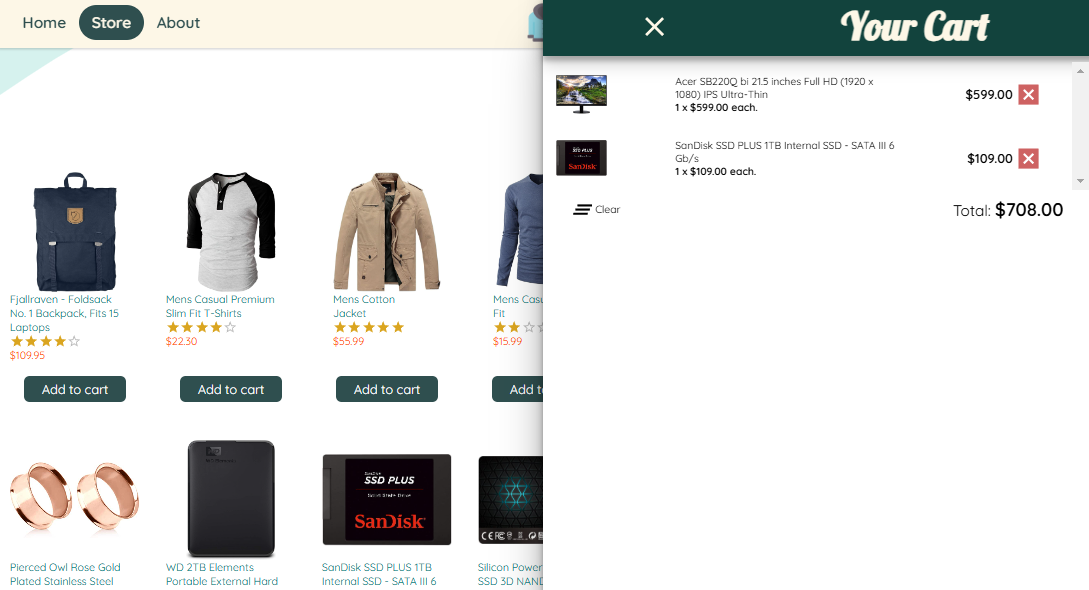 Home
Store
About
Your Cart
Acer SB220Q bi 21.5 inches Full HD (1920 x
1080) IPS Ultra-Thin
1 x $599.00 each.
$599.00
SanDisk SSD PLUS 1TB Internal SSD - SATA III 6
Gb/s
1 x $109.00 each.
$109.00
Clear
Total: $708.00
Fjallraven - Foldsack
No. 1 Backpack, Fits 15
Laptops
$109.95
Add to cart
Mens Casual Premium
Slim Fit T-Shirts
$22.30
Add to cart
Mens Cotton
Jacket
$55.99
Add to cart
Mens Casu
Fit
$15.99
Add t
SanDisk
SSD PLUS
Solid State Drive
SanDisk
Pierced Owl Rose Gold
Plated Stainless Steel
WD 2TB Elements
Portable External Hard
SanDisk SSD PLUS 1TB
Internal SSD - SATA III 6
Silicon Power
SSD 3D NAND